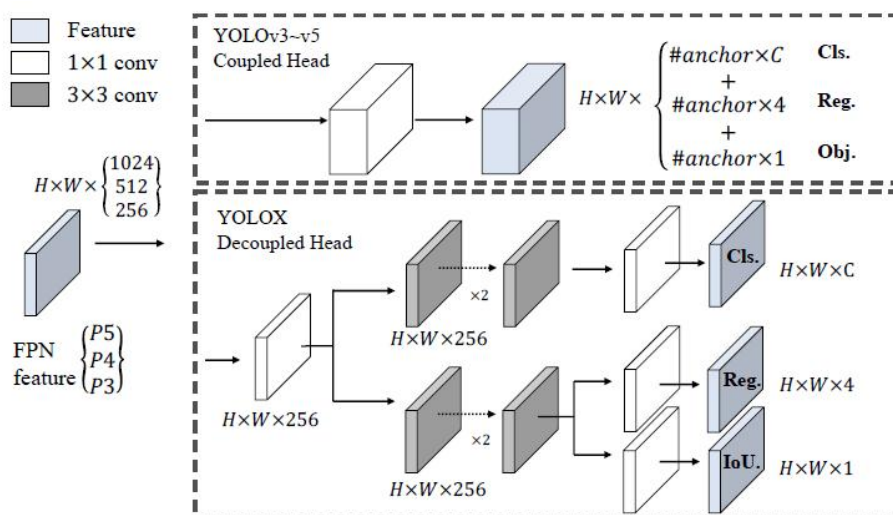 Feature
1×1 conv
3×3 conv
H×W×{1024
512
256
FPN
feature
{P5
P4
P3}
YOLOv3~v5
Coupled Head
H×W×
{#anchor×C Cls.
+
#anchor×4 Reg.
+
#anchor×1 Obj.
YOLOX
Decoupled Head
H×W×256
×2
H×W×256
Cls.
H×W×C
×2
H×W×256
Reg.
H×W×4
IoU.
H×W×1